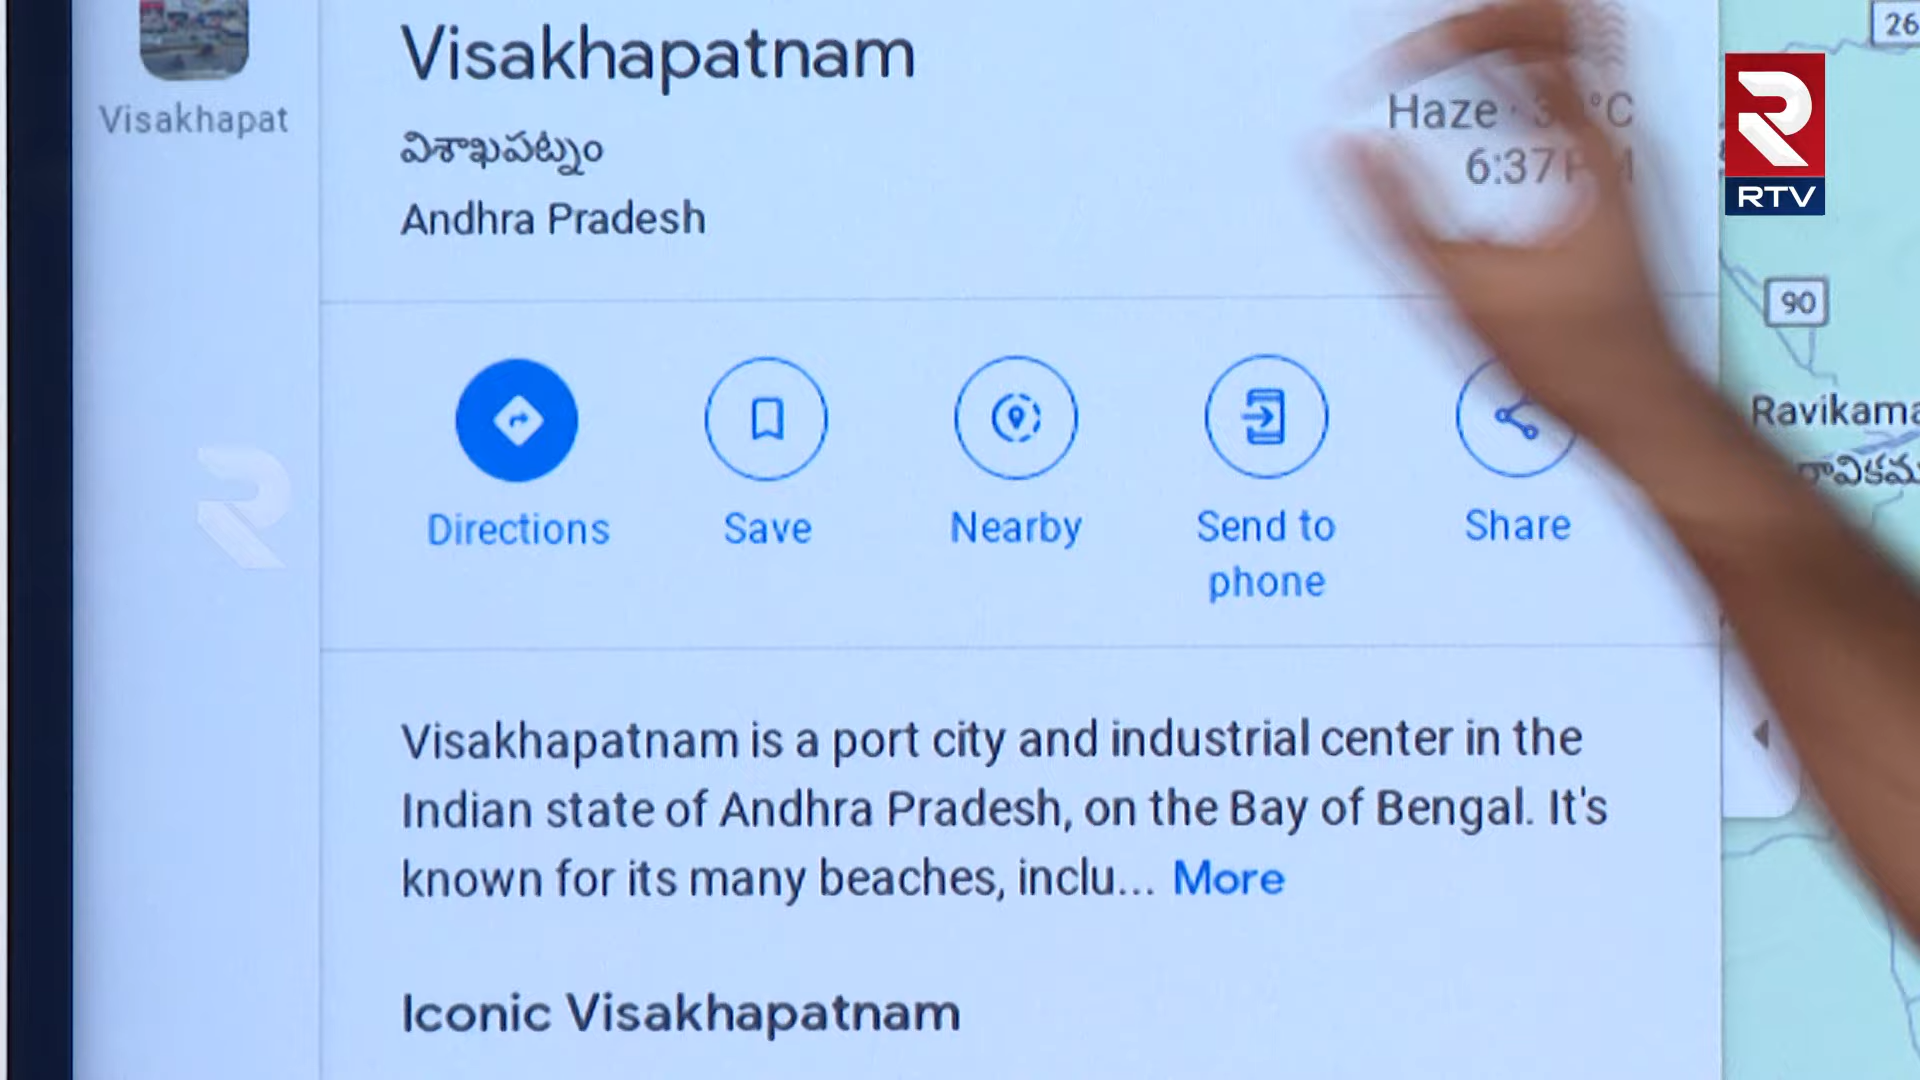 Visakhapatnam
26
Visakhapat
విశాఖపట్నం
Andhra Pradesh
Haze
6:37
RTV
90
Directions
Save
Nearby
Send to
phone
Share
Visakhapatnam is a port city and industrial center in the
Indian state of Andhra Pradesh, on the Bay of Bengal. It's
known for its many beaches, inclu... More
Iconic Visakhapatnam